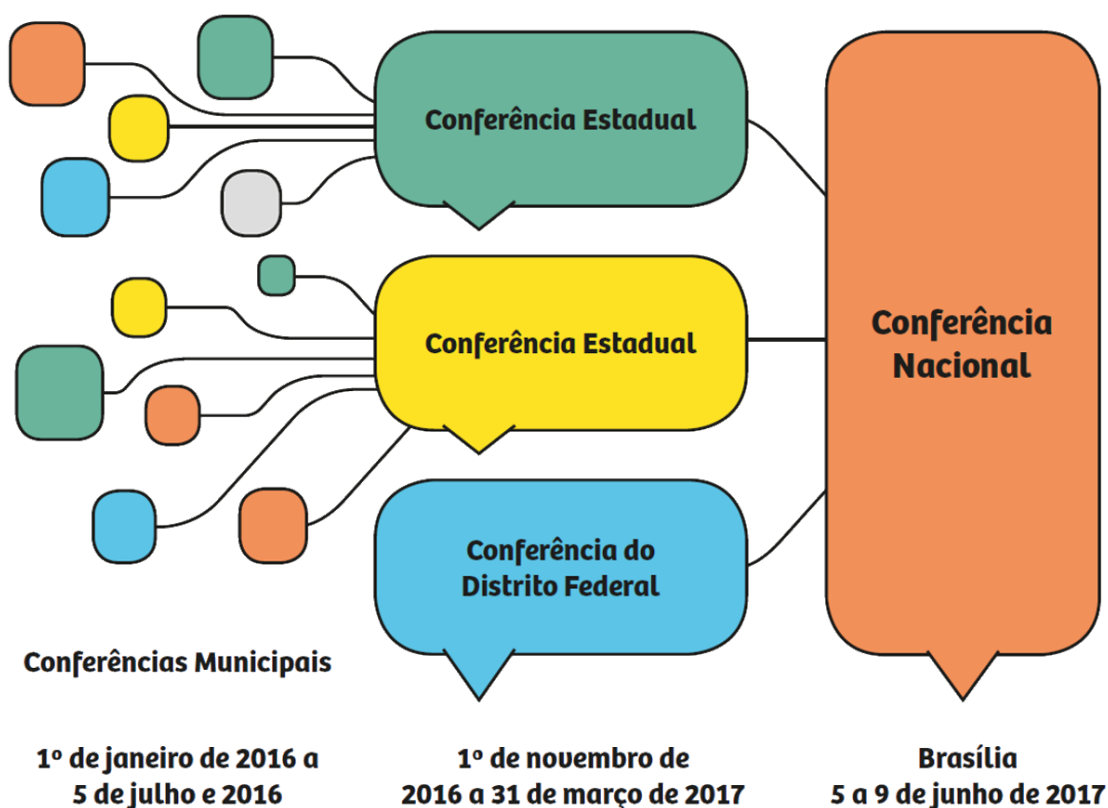 Conferência Estadual
Conferência Estadual
Conferência do
Distrito Federal
Conferência
Nacional
Conferências Municipais
1º de janeiro de 2016 a
5 de julho e 2016
1º de novembro de
2016 a 31 de março de 2017
Brasília
5 a 9 de junho de 2017